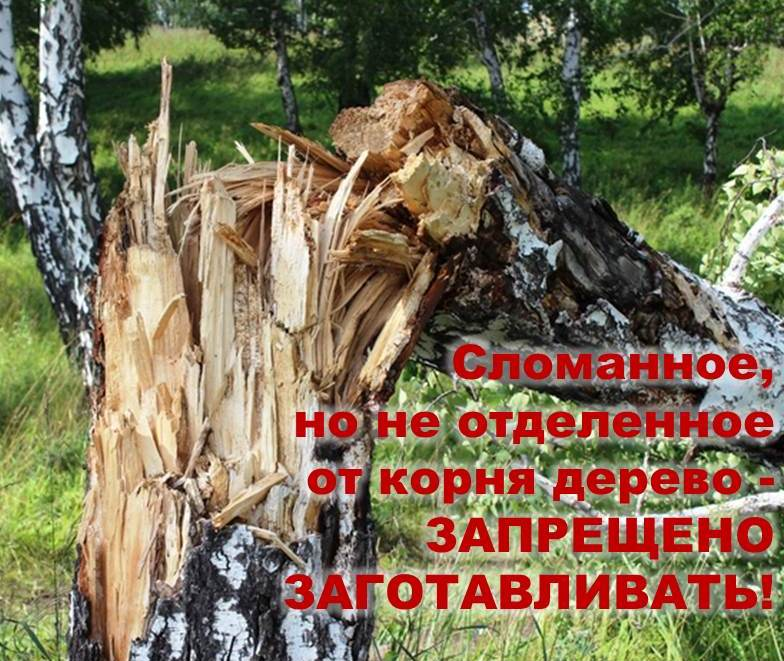 Сломанное,
но не отделенное
от корня дерево -
ЗАПРЕЩЕНО
ЗАГОТАВЛИВАТЬ!